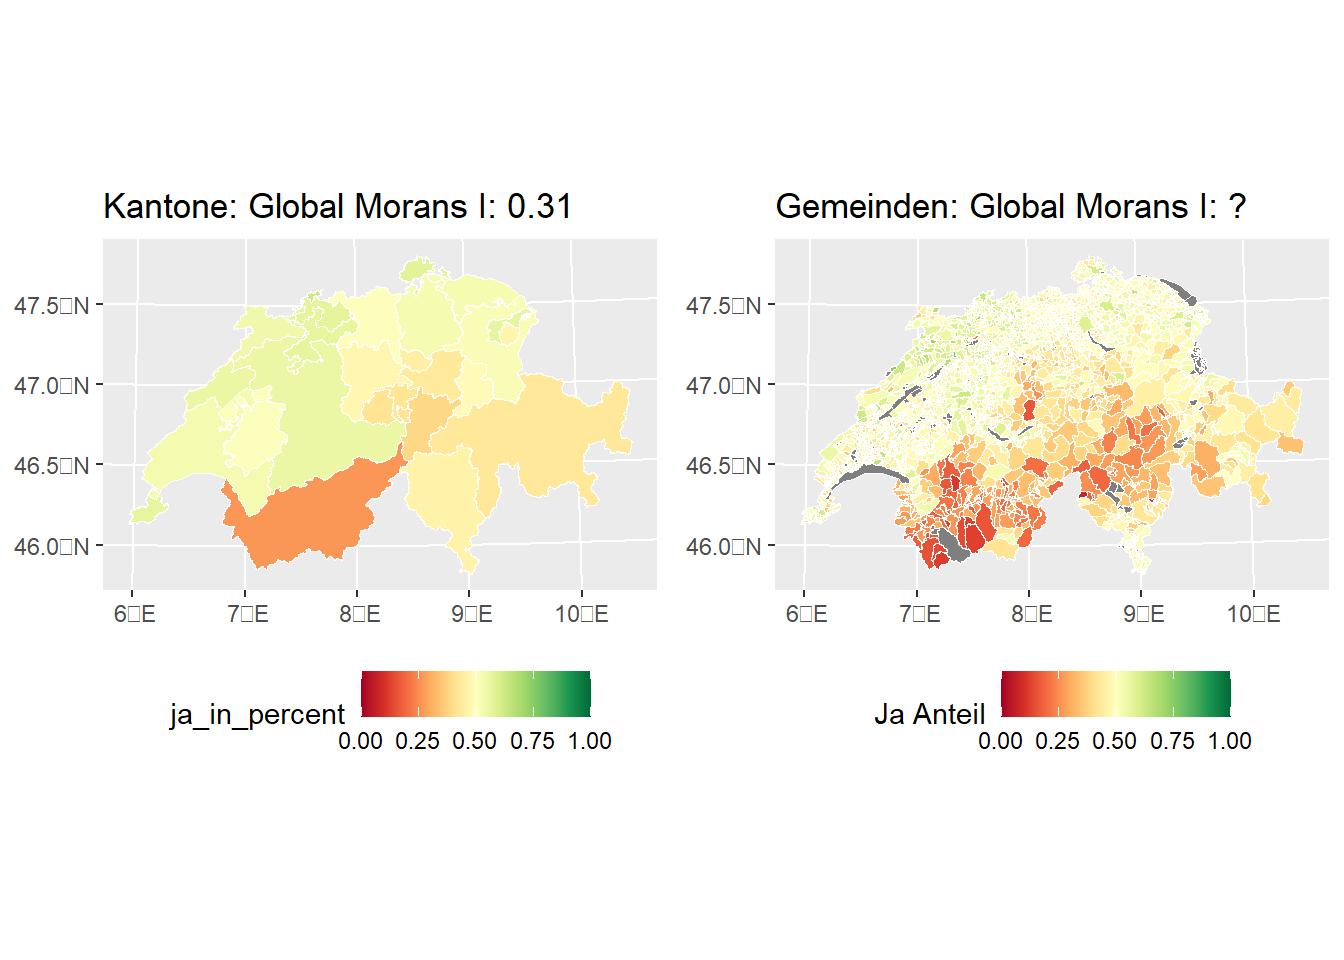 Kantone: Global Morans I: 0.31
47.5□N
47.0□N
46.5□N
46.0□N
6□E 7□E 8□E 9□E 10□E
ja_in_percent
0.00 0.25 0.50 0.75 1.00
Gemeinden: Global Morans I: ?
47.5□N
47.0□N
46.5□N
46.0□N
6□E 7□E 8□E 9□E 10□E
Ja Anteil
0.00 0.25 0.50 0.75 1.00